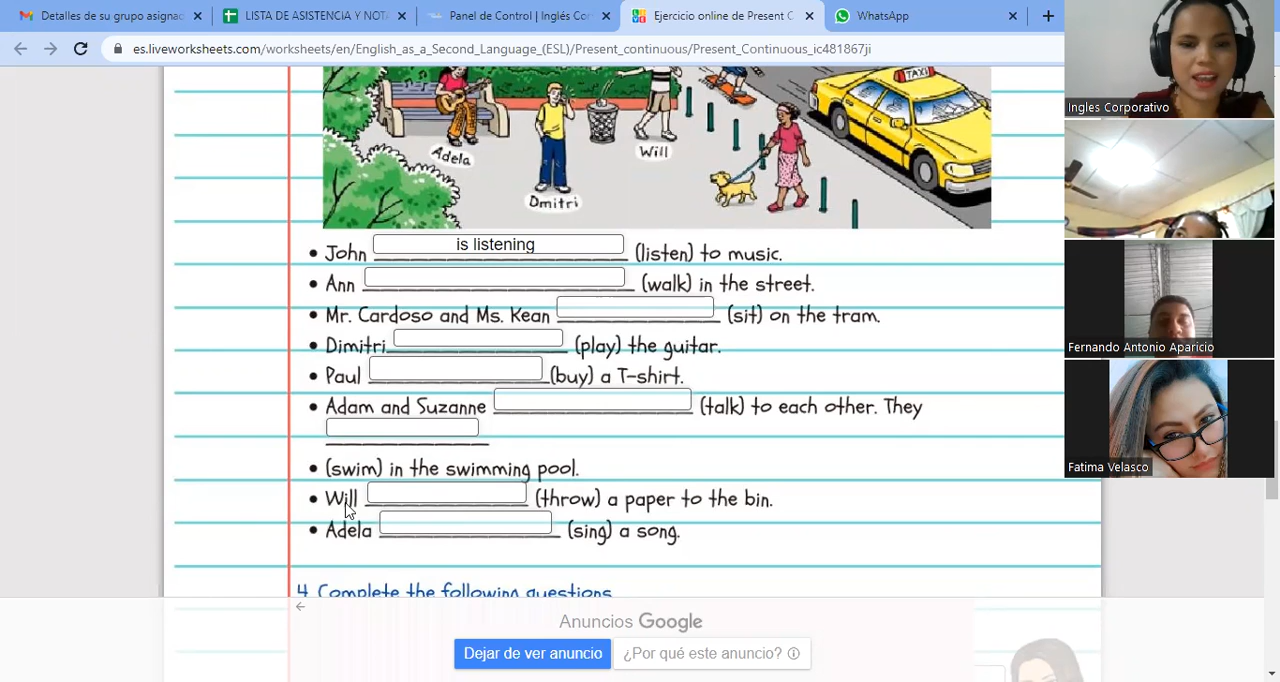 Detalles de su grupo asignac
LISTA DE ASISTENCIA Y NOTA
Panel de Control | Inglés Cor
Ejercicio online de Present C
WhatsApp
es.liveworksheets.com/worksheets/en/English_as_a_Second_Language_(ESL)/Present_continuous/Present_Continuous_ic481867ji
TAXI
Adela
Will
Dmitri
• John is listening (listen) to music.
• Ann (walk) in the street.
• Mr. Cardoso and Ms. Kean (sit) on the tram.
• Dimitri (play) the guitar.
• Paul (buy) a T-shirt.
• Adam and Suzanne (talk) to each other. They
• (swim) in the swimming pool.
• Will (throw) a paper to the bin.
• Adela (sing) a song.
4. Complete the following questions
Anuncios Google
Dejar de ver anuncio
¿Por qué este anuncio?
Ingles Corporativo
Fernando Antonio Aparicio
Fatima Velasco